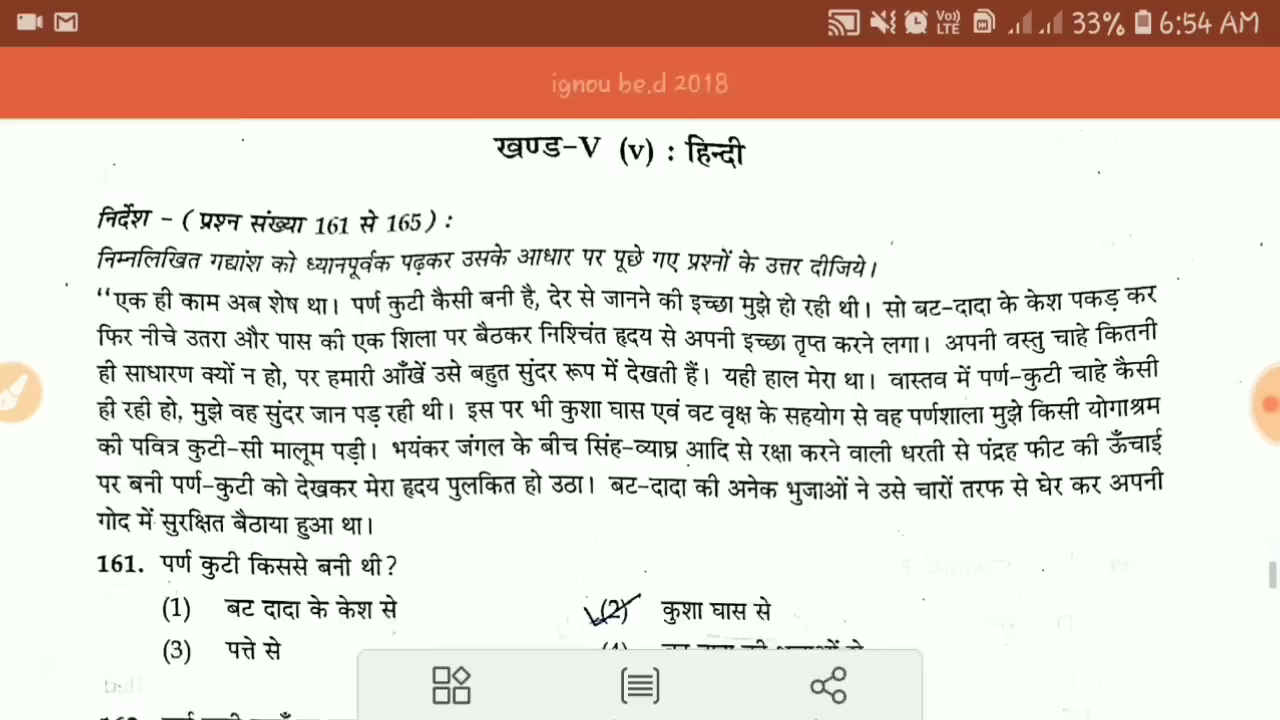 Vo) LTE 33% 6:54 AM
ignou be.d 2018
खण्ड-V (v) : हिन्दी
निर्देश - ( प्रश्न संख्या 161 से 165 ) :
निम्नलिखित गद्यांश को ध्यानपूर्वक पढ़कर उसके आधार पर पूछे गए प्रश्नों के उत्तर दीजिये।
“एक ही काम अब शेष था। पर्ण कुटी कैसी बनी है, देर से जानने की इच्छा मुझे हो रही थी। सो बट-दादा के केश पकड़ कर
फिर नीचे उतरा और पास की एक शिला पर बैठकर निश्चिंत हृदय से अपनी इच्छा तृप्त करने लगा। अपनी वस्तु चाहे कितनी
ही साधारण क्यों न हो, पर हमारी आँखें उसे बहुत सुंदर रूप में देखती हैं। यही हाल मेरा था। वास्तव में पर्ण-कुटी चाहे कैसी
ही रही हो, मुझे वह सुंदर जान पड़ रही थी। इस पर भी कुशा घास एवं वट वृक्ष के सहयोग से वह पर्णशाला मुझे किसी योगाश्रम
की पवित्र कुटी-सी मालूम पड़ी। भयंकर जंगल के बीच सिंह-व्याघ्र आदि से रक्षा करने वाली धरती से पंद्रह फीट की ऊँचाई
पर बनी पर्ण-कुटी को देखकर मेरा हृदय पुलकित हो उठा। बट-दादा की अनेक भुजाओं ने उसे चारों तरफ से घेर कर अपनी
गोद में सुरक्षित बैठाया हुआ था।
161. पर्ण कुटी किससे बनी थी?
(1) बट दादा के केश से (2) कुशा घास से
(3) पत्ते से